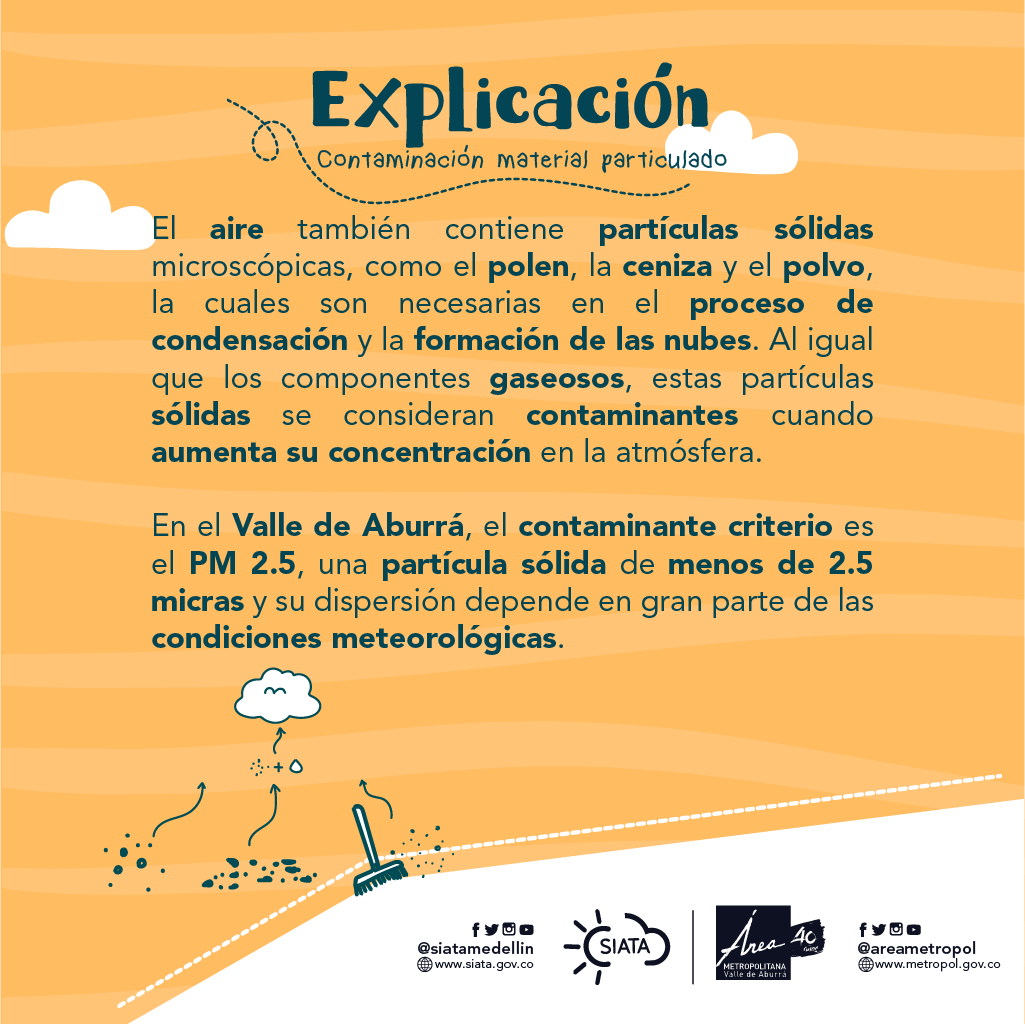 Explicación
Contaminación material particulado
El aire también contiene partículas sólidas
microscópicas, como el polen, la ceniza y el polvo,
la cuales son necesarias en el proceso de
condensación y la formación de las nubes. Al igual
que los componentes gaseosos, estas partículas
sólidas se consideran contaminantes cuando
aumenta su concentración en la atmósfera.
En el Valle de Aburrá, el contaminante criterio es
el PM 2.5, una partícula sólida de menos de 2.5
micras y su dispersión depende en gran parte de las
condiciones meteorológicas.
+
@siatamedellin
www.siata.gov.co
SIATA
Área
METROPOLITANA
Valle de Aburrá
40
@areametropol
www.metropol.gov.co